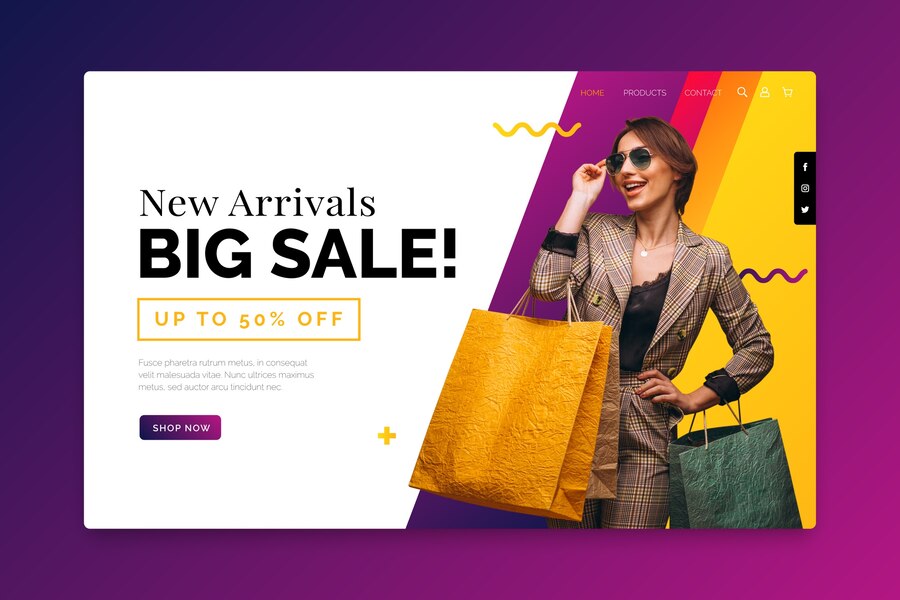 HOME PRODUCTS CONTACT
New Arrivals
BIG SALE!
UP TO 50% OFF
Fusce pharetra rutrum metus, in consequat
velit malesuada vitae. Nunc ultrices maximus
metus, sed auctor arcu tincidunt nec.
SHOP NOW